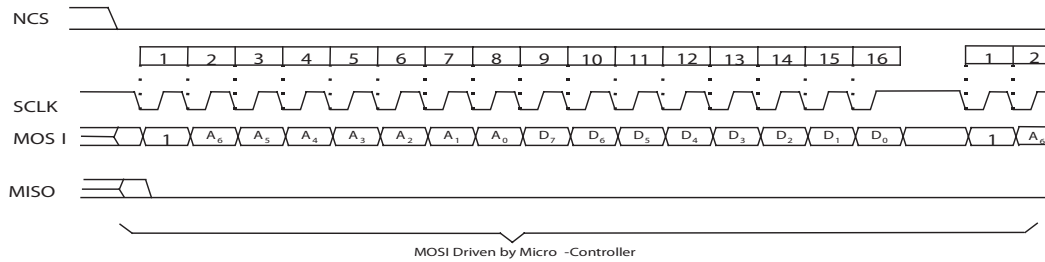 NCS
1 2 3 4 5 6 7 8 9 10 11 12 13 14 15 16 1 2
SCLK
MOS I 1 A6 A5 A4 A3 A2 A1 A0 D7 D6 D5 D4 D3 D2 D1 D0 1 A6
MISO
MOSI Driven by Micro -Controller